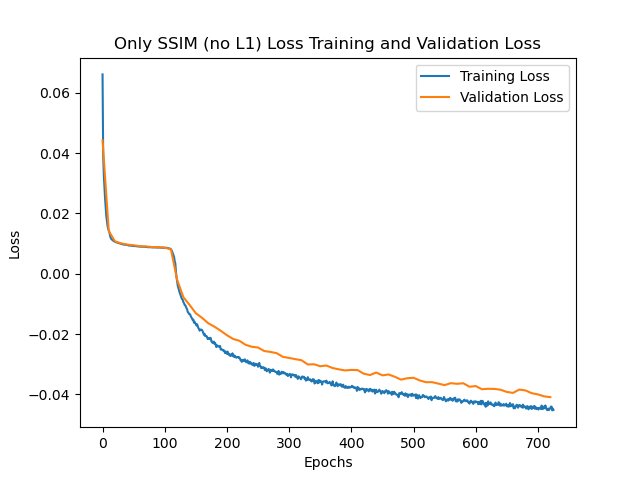 Only SSIM (no L1) Loss Training and Validation Loss
Training Loss
Validation Loss
Loss
0.06
0.04
0.02
0.00
−0.02
−0.04
0 100 200 300 400 500 600 700
Epochs